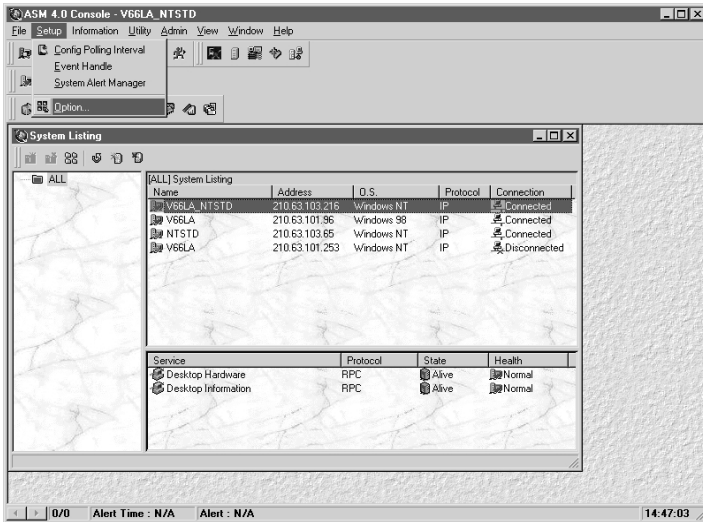 ASM 4.0 Console - V66LA_NTSTD
File Setup Information Utility Admin View Window Help
Config Polling Interval
Event Handle
System Alert Manager
Option...
System Listing
ALL
[ALL] System Listing
Name Address O.S. Protocol Connection
V66LA_NTSTD 210.63.103.216 Windows NT IP Connected
V66LA 210.63.101.96 Windows 98 IP Connected
NTSTD 210.63.103.65 Windows NT IP Connected
V66LA 210.63.101.253 Windows NT IP Disconnected
Service Protocol State Health
Desktop Hardware RPC Alive Normal
Desktop Information RPC Alive Normal
0/0 Alert Time : N/A Alert : N/A 14:47:03